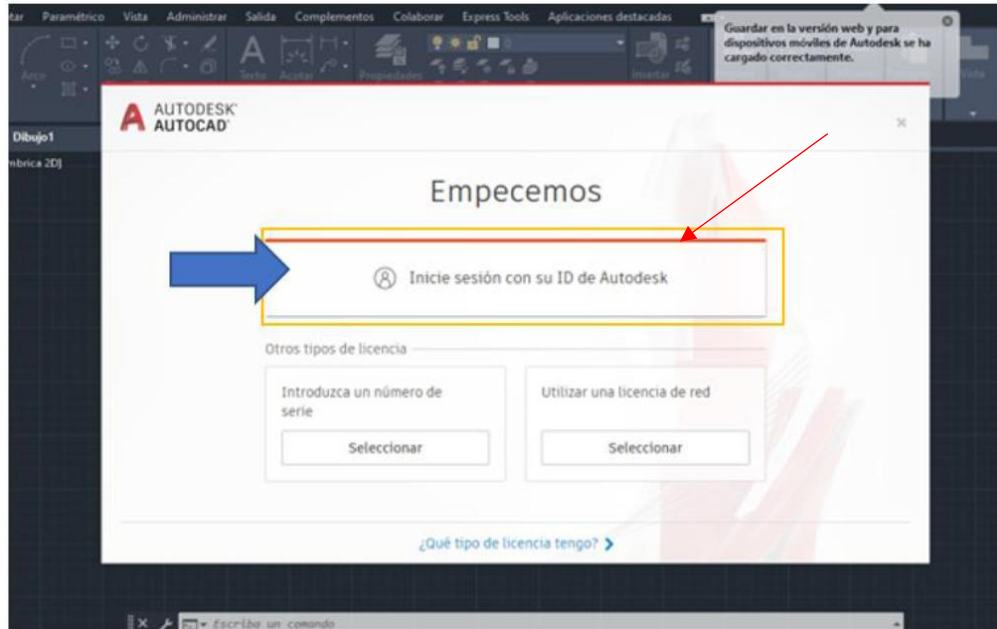 tar Paramétrico Vista Administrar Salida Complementos Colaborar Express Tools Aplicaciones destacadas
Guardar en la versión web y para
dispositivos móviles de Autodesk se ha
cargado correctamente.
Arco
Texto Acotar
Propiedades
Insertar
Vista
Dibujo1
mbrica 2D]
AUTODESK
AUTOCAD
Empecemos
Inicie sesión con su ID de Autodesk
Otros tipos de licencia
Introduzca un número de
serie
Seleccionar
Utilizar una licencia de red
Seleccionar
¿Qué tipo de licencia tengo?
Escriba un comando